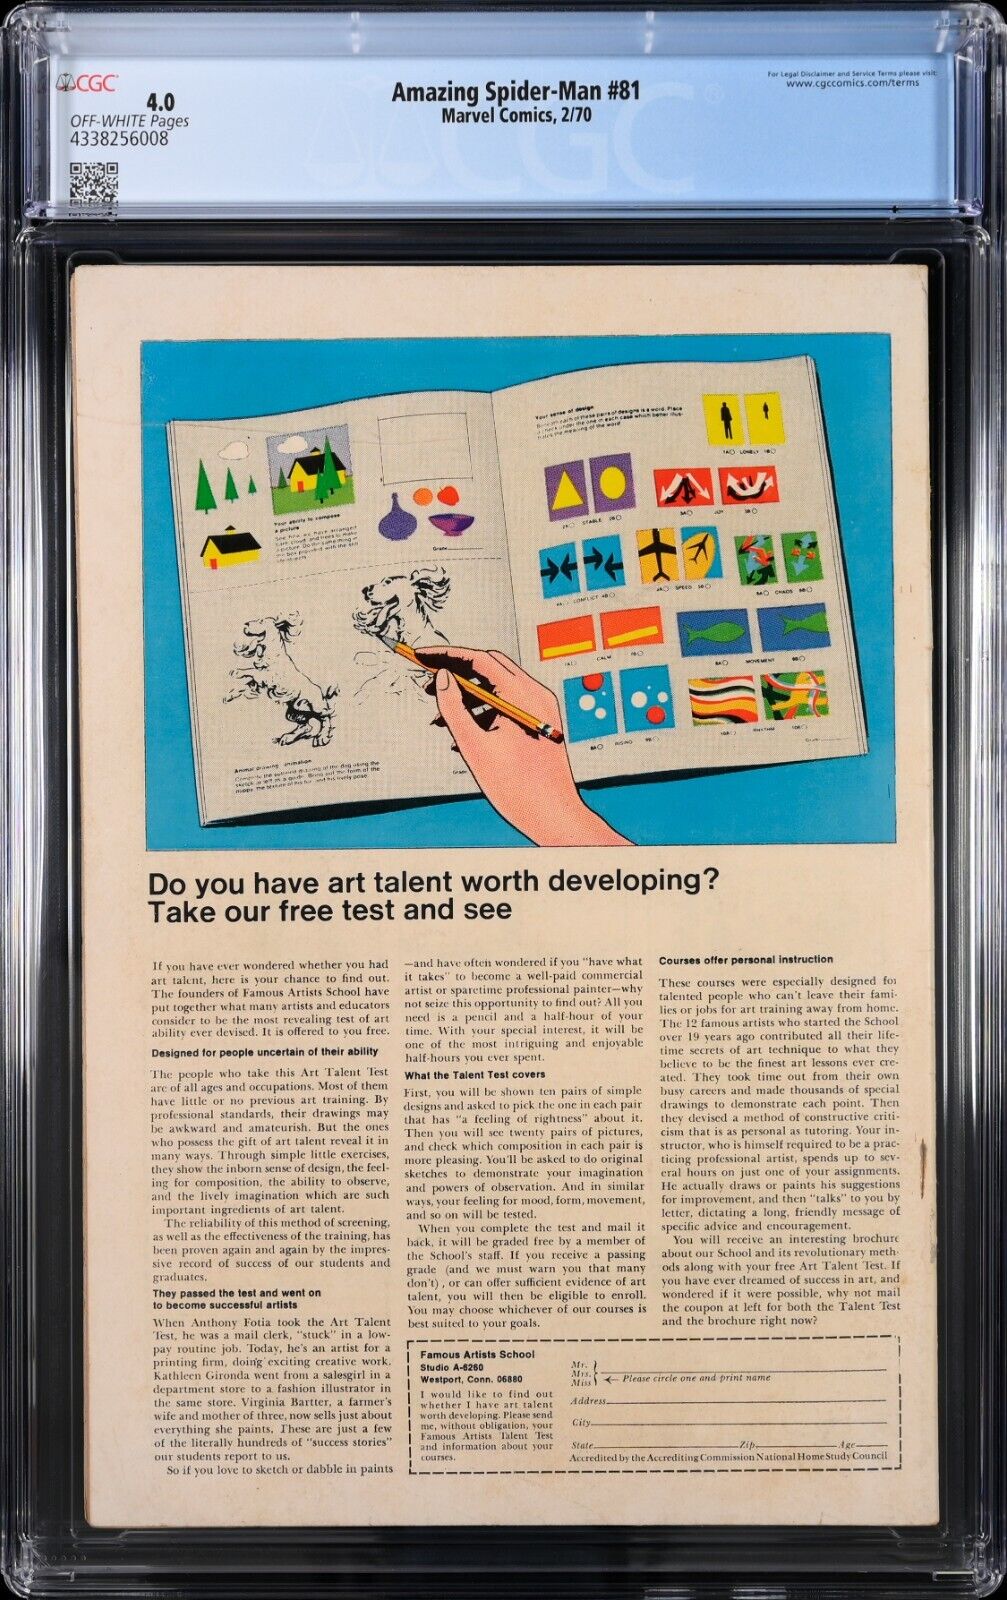 CGC
4.0
OFF-WHITE Pages
4338256008
Amazing Spider-Man #81
Marvel Comics, 2/70
For Legal Disclaimer and Service Terms please visit:
www.cgccomics.com/terms
CGC
Your ability to compose
a picture
Grade
Animal drawing animation
Grade
Your sense of design
1A LONELY 1B
STABLE
3A JOY 3B
CONFLICT 4B
SPEED
CHAOS
CALM
MOVEMENT
RISING
RHYTHM
Do you have art talent worth developing?
Take our free test and see
If you have ever wondered whether you had
art talent, here is your chance to find out.
The founders of Famous Artists School have
put together what many artists and educators
consider to be the most revealing test of art
ability ever devised. It is offered to you free.
Designed for people uncertain of their ability
The people who take this Art Talent Test
are of all ages and occupations. Most of them
have little or no previous art training. By
professional standards, their drawings may
be awkward and amateurish. But the ones
who possess the gift of art talent reveal it in
many ways. Through simple little exercises,
they show the inborn sense of design, the feel-
ing for composition, the ability to observe,
and the lively imagination which are such
important ingredients of art talent.
The reliability of this method of screening,
as well as the effectiveness of the training, has
been proven again and again by the impres-
sive record of success of our students and
graduates.
They passed the test and went on
to become successful artists
When Anthony Fotia took the Art Talent
Test, he was a mail clerk, "stuck" in a low-
pay routine job. Today, he's an artist for a
printing firm, doing exciting creative work.
Kathleen Gironda went from a salesgirl in a
department store to a fashion illustrator in
the same store. Virginia Bartter, a farmer's
wife and mother of three, now sells just about
everything she paints. These are just a few
of the literally hundreds of "success stories"
our students report to us.
So if you love to sketch or dabble in paints
—and have often wondered if you "have what
it takes" to become a well-paid commercial
artist or sparetime professional painter—why
not seize this opportunity to find out? All you
need is a pencil and a half-hour of your
time. With your special interest, it will be
one of the most intriguing and enjoyable
half-hours you ever spent.
What the Talent Test covers
First, you will be shown ten pairs of simple
designs and asked to pick the one in each pair
that has "a feeling of rightness" about it.
Then you will see twenty pairs of pictures,
and check which composition in each pair is
more pleasing. You'll be asked to do original
sketches to demonstrate your imagination
and powers of observation. And in similar
ways, your feeling for mood, form, movement,
and so on will be tested.
When you complete the test and mail it
back, it will be graded free by a member of
the School's staff. If you receive a passing
grade (and we must warn you that many
don't), or can offer sufficient evidence of art
talent, you will then be eligible to enroll.
You may choose whichever of our courses is
best suited to your goals.
Courses offer personal instruction
These courses were especially designed for
talented people who can't leave their fami-
lies or jobs for art training away from home.
The 12 famous artists who started the School
over 19 years ago contributed all their life-
time secrets of art technique to what they
believe to be the finest art lessons ever cre-
ated. They took time out from their own
busy careers and made thousands of special
drawings to demonstrate each point. Then
they devised a method of constructive criti-
cism that is as personal as tutoring. Your in-
structor, who is himself required to be a prac-
ticing professional artist, spends up to sev-
eral hours on just one of your assignments.
He actually draws or paints his suggestions
for improvement, and then "talks" to you by
letter, dictating a long, friendly message of
specific advice and encouragement.
You will receive an interesting brochure
about our School and its revolutionary meth-
ods along with your free Art Talent Test. If
you have ever dreamed of success in art, and
wondered if it were possible, why not mail
the coupon at left for both the Talent Test
and the brochure right now?
Famous Artists School
Studio A-6260
Westport, Conn. 06880
I would like to find out
whether I have art talent
worth developing. Please send
me, without obligation, your
Famous Artists Talent Test
and information about your
courses.
Mr.
Mrs.
Miss
Please circle one and print name
Address
City
State Zip Age
Accredited by the Accrediting Commission National Home Study Council